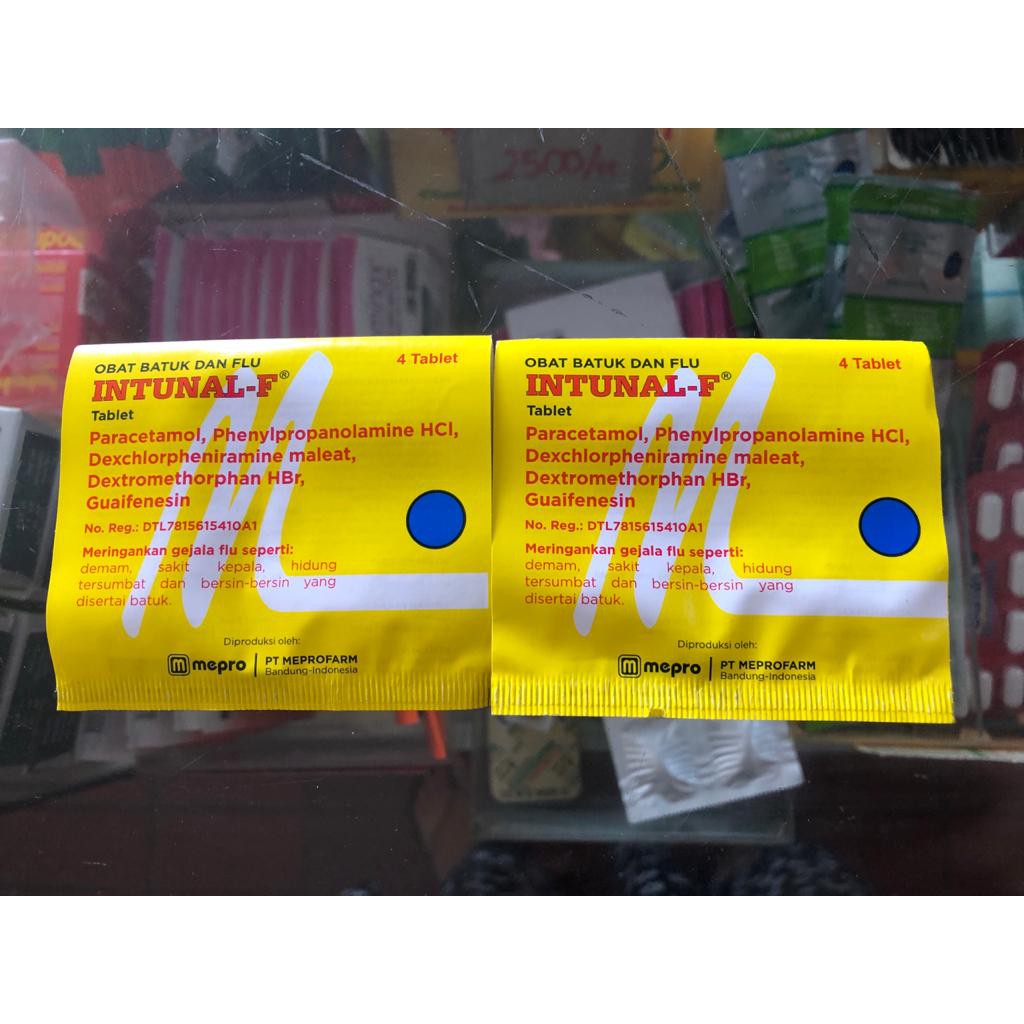 2500/
OBAT BATUK DAN FLU
4 Tablet
INTUNAL-F®
Tablet
Paracetamol, Phenylpropanolamine HCl,
Dexchlorpheniramine maleat,
Dextromethorphan HBr,
Guaifenesin
No. Reg.: DTL7815615410A1
Meringankan gejala flu seperti:
demam, sakit kepala, hidung
tersumbat dan bersin-bersin yang
disertai batuk.
Diproduksi oleh:
m mepro | PT MEPROFARM
Bandung-Indonesia
OBAT BATUK DAN FLU
4 Tablet
INTUNAL-F®
Tablet
Paracetamol, Phenylpropanolamine HCl,
Dexchlorpheniramine maleat,
Dextromethorphan HBr,
Guaifenesin
No. Reg.: DTL7815615410A1
Meringankan gejala flu seperti:
demam, sakit kepala, hidung
tersumbat dan bersin-bersin yang
disertai batuk.
Diproduksi oleh:
m mepro | PT MEPROFARM
Bandung-Indonesia